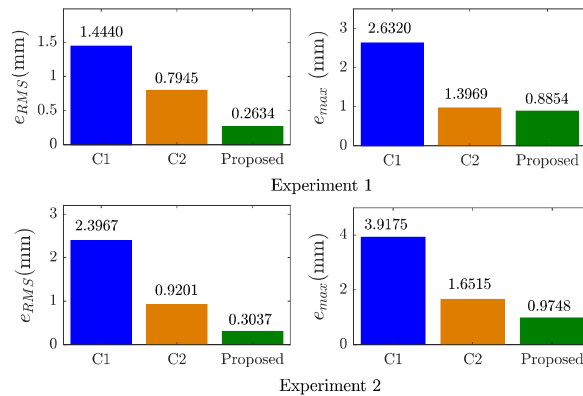 e_RMS(mm)
1.5
1
0.5
0
1.4440
0.7945
0.2634
C1 C2 Proposed
e_max (mm)
3
2
1
0
2.6320
1.3969
0.8854
C1 C2 Proposed
Experiment 1
e_RMS(mm)
3
2
1
0
2.3967
0.9201
0.3037
C1 C2 Proposed
e_max(mm)
4
2
0
3.9175
1.6515
0.9748
C1 C2 Proposed
Experiment 2